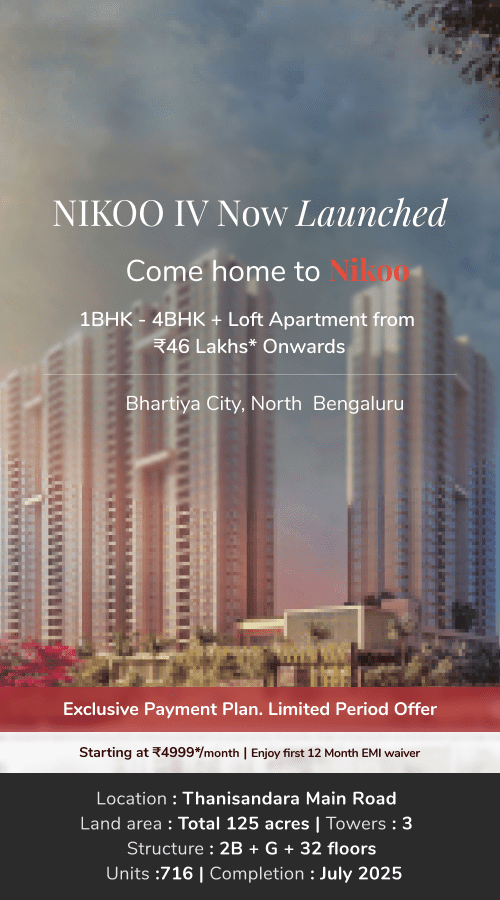 NIKOO IV Now Launched
Come home to Nikoo
1BHK - 4BHK + Loft Apartment from
₹46 Lakhs* Onwards
Bhartiya City, North Bengaluru
Exclusive Payment Plan. Limited Period Offer
Starting at ₹4999*/month | Enjoy first 12 Month EMI waiver
Location : Thanisandara Main Road
Land area : Total 125 acres | Towers : 3
Structure : 2B + G + 32 floors
Units :716 | Completion : July 2025